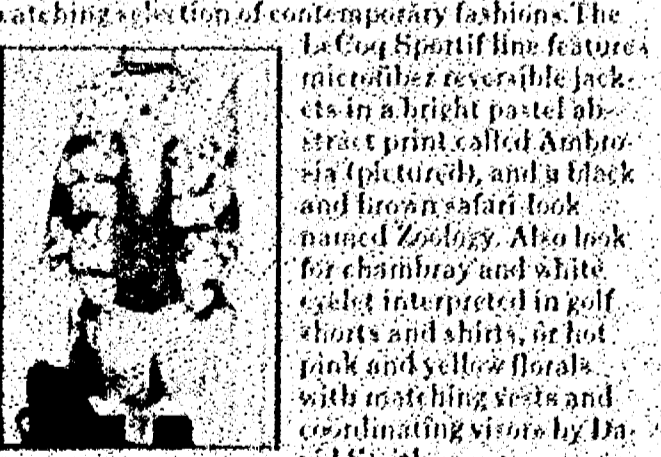 atching selection of contemporary fashions. The
Le Coq Sportif line features
microfiber reversible jack-
ets in a bright pastel ab-
stract print called Ambro-
sia (pictured), and a black
and brown safari look
named Zoology. Also look
for chambray and white
eyelet interpreted in golf
shorts and shirts, or hot
pink and yellow florals
with matching vests and
coordinating visors by Da-